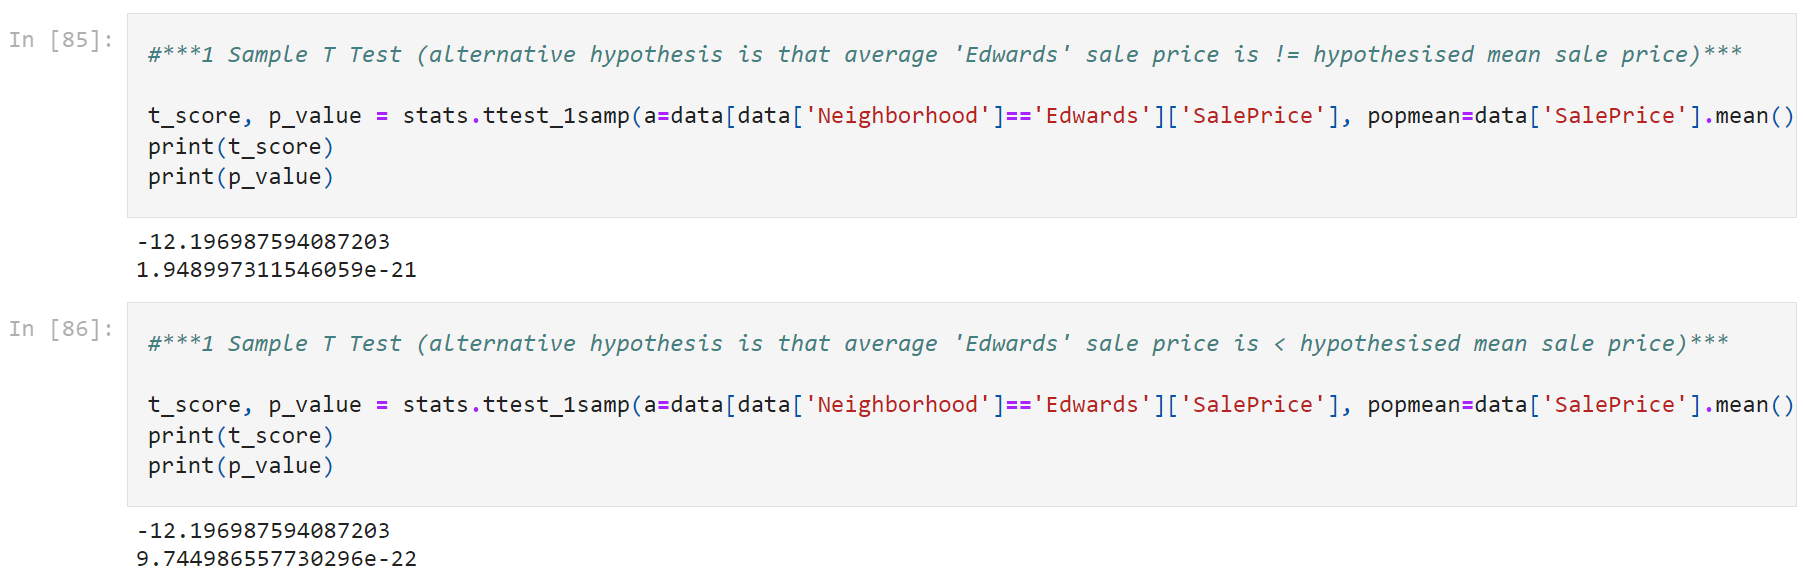 In [85]:
#***1 Sample T Test (alternative hypothesis is that average 'Edwards' sale price is != hypothesised mean sale price)***
t_score, p_value = stats.ttest_1samp(a=data[data['Neighborhood']=='Edwards']['SalePrice'], popmean=data['SalePrice'].mean()
print(t_score)
print(p_value)
-12.196987594087203
1.948997311546059e-21
In [86]:
#***1 Sample T Test (alternative hypothesis is that average 'Edwards' sale price is < hypothesised mean sale price)***
t_score, p_value = stats.ttest_1samp(a=data[data['Neighborhood']=='Edwards']['SalePrice'], popmean=data['SalePrice'].mean()
print(t_score)
print(p_value)
-12.196987594087203
9.744986557730296e-22